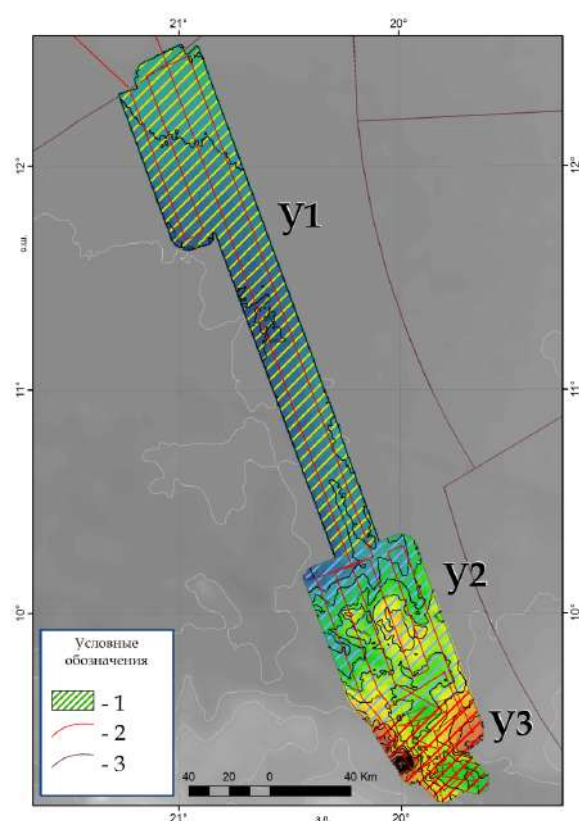 21° 20°
12° 12°
с.ш.
У1
11° 11°
У2
10° 10°
Условные
обозначения
- 1
- 2
- 3
У3
40 20 0 40 Km
21° 20°
з.д.